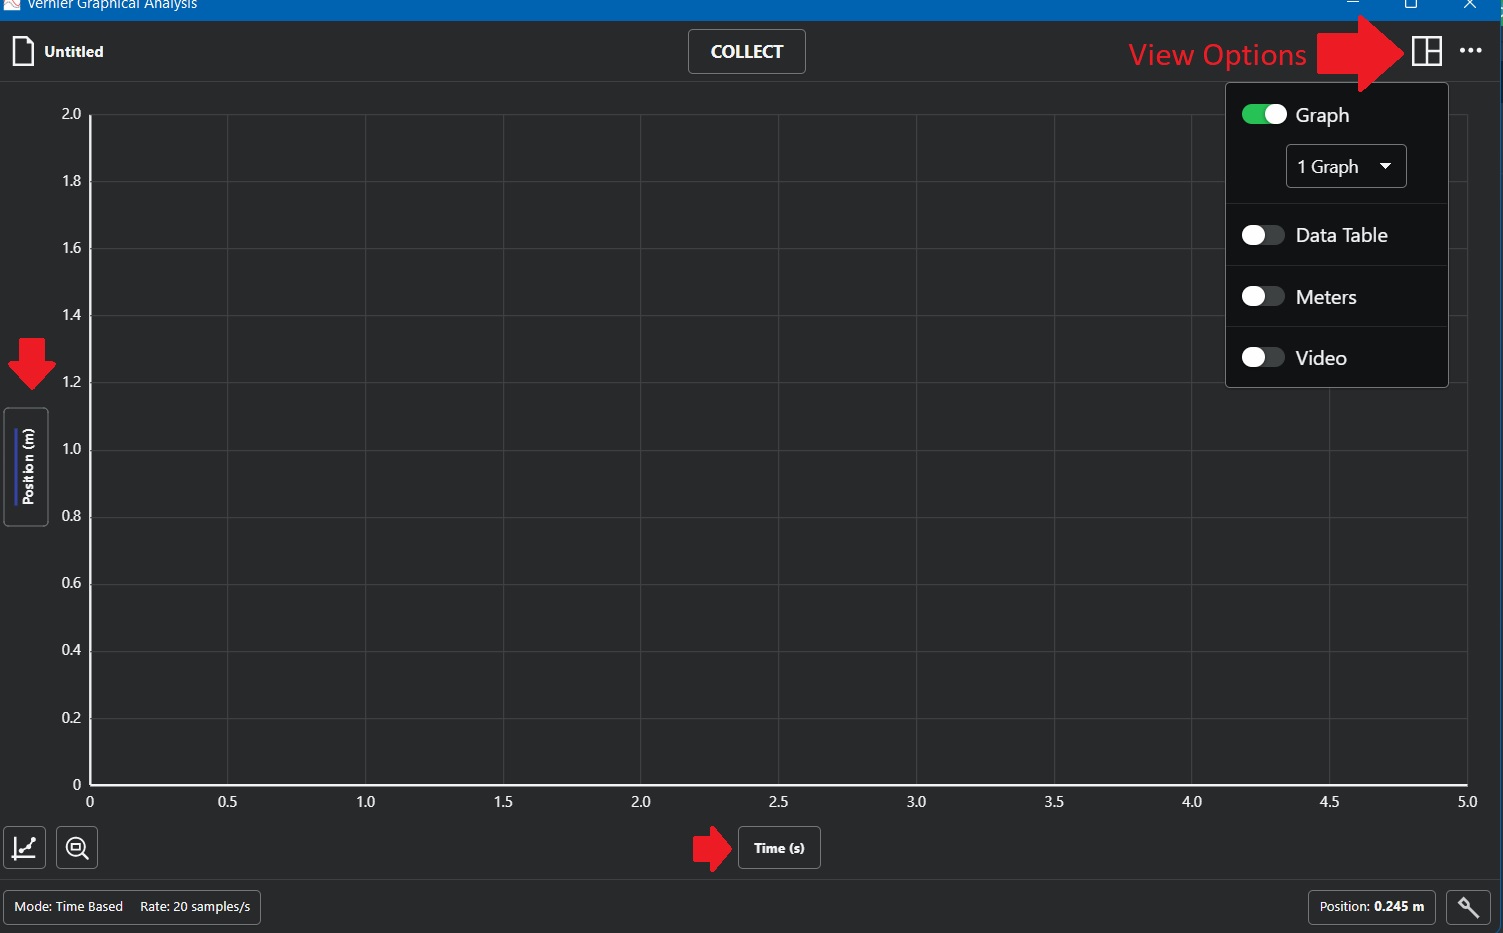 Vernier Graphical Analysis
Untitled
COLLECT
View Options
Graph
1 Graph
Data Table
Meters
Video
2.0
1.8
1.6
1.4
1.2
1.0
0.8
0.6
0.4
0.2
0
Position (m)
0 0.5 1.0 1.5 2.0 2.5 3.0 3.5 4.0 4.5 5.0
Time (s)
Mode: Time Based Rate: 20 samples/s
Position: 0.245 m